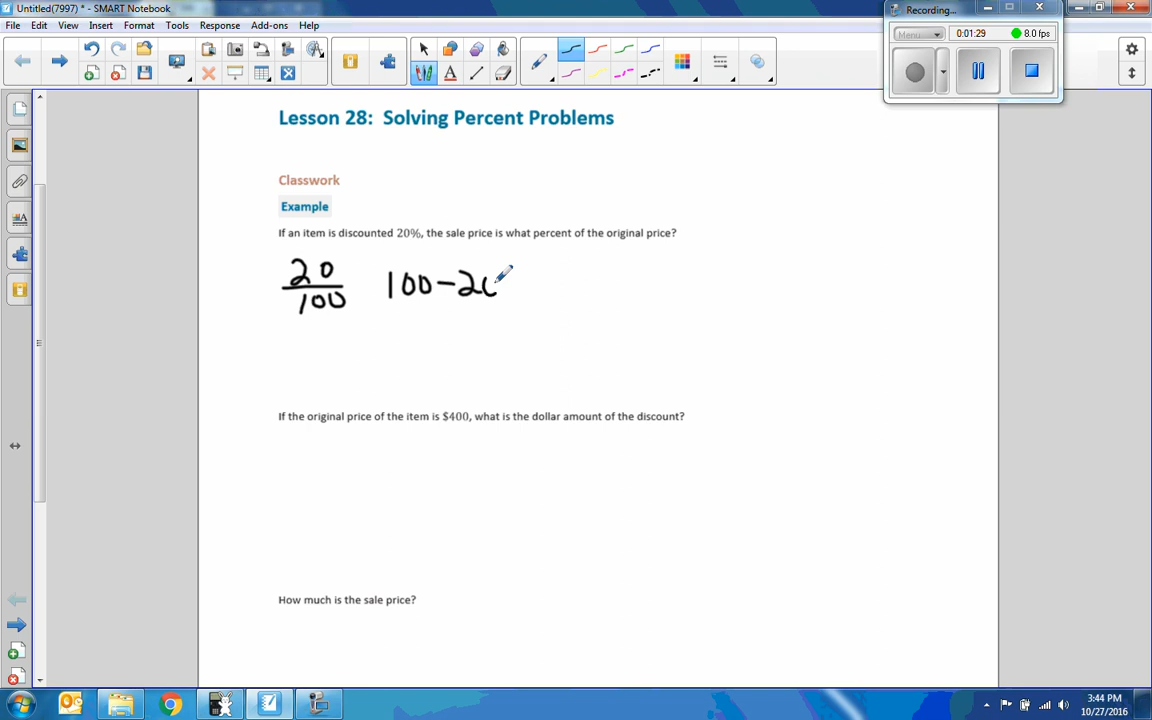 Untitled(7997) * - SMART Notebook
Recording...
File Edit View Insert Format Tools Response Add-ons Help
Menu 0:01:29 8.0 fps
Lesson 28: Solving Percent Problems
Classwork
Example
If an item is discounted 20%, the sale price is what percent of the original price?
20
100
100-20
If the original price of the item is $400, what is the dollar amount of the discount?
How much is the sale price?
3:44 PM
10/27/2016